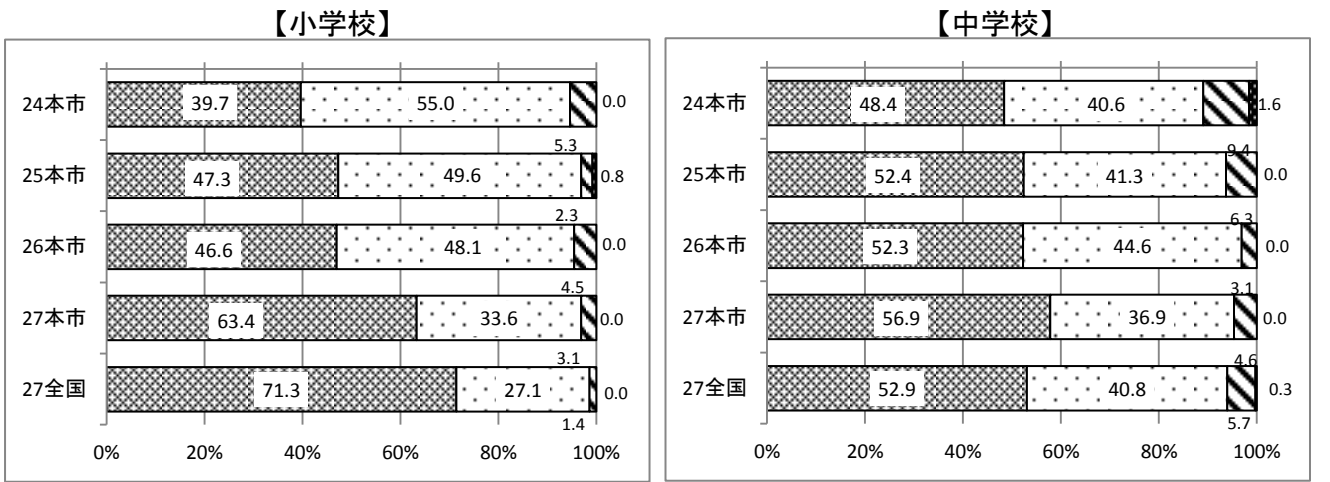 【小学校】
24本市 39.7 55.0 0.0
5.3
25本市 47.3 49.6 0.8
2.3
26本市 46.6 48.1 0.0
4.5
27本市 63.4 33.6 0.0
3.1
27全国 71.3 27.1 0.0
1.4
0% 20% 40% 60% 80% 100%
【中学校】
24本市 48.4 40.6 1.6
9.4
25本市 52.4 41.3 0.0
6.3
26本市 52.3 44.6 0.0
3.1
27本市 56.9 36.9 0.0
4.6
27全国 52.9 40.8 0.3
5.7
0% 20% 40% 60% 80% 100%